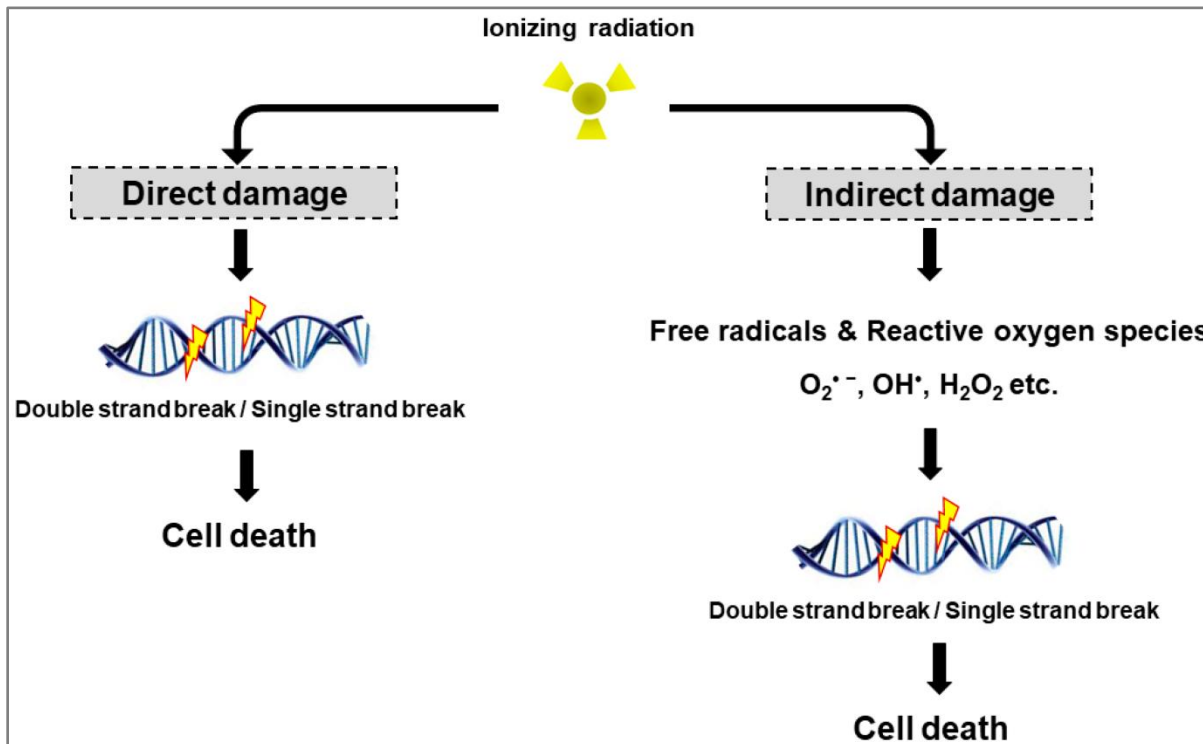 Ionizing radiation
Direct damage
Double strand break / Single strand break
Cell death
Indirect damage
Free radicals & Reactive oxygen species
O₂•⁻, OH•, H₂O₂ etc.
Double strand break / Single strand break
Cell death